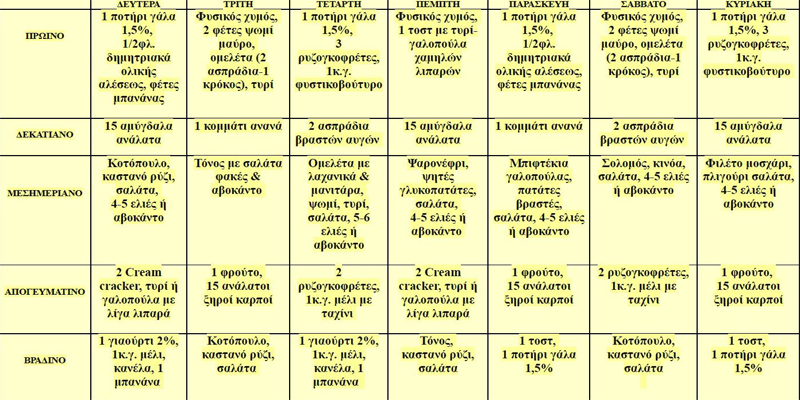 ΔΕΥΤΕΡΑ ΤΡΙΤΗ ΤΕΤΑΡΤΗ ΠΕΜΠΤΗ ΠΑΡΑΣΚΕΥΗ ΣΑΒΒΑΤΟ ΚΥΡΙΑΚΗ
ΠΡΩΙΝΟ
1 ποτήρι γάλα
1,5%,
1/2φλ.
δημητριακά
ολικής
αλέσεως, φέτες
μπανάνας
Φυσικός χυμός,
2 φέτες ψωμί
μαύρο,
ομελέτα (2
ασπράδια-1
κρόκος), τυρί
1 ποτήρι γάλα
1,5%,
3
ρυζογκοφρέτες,
1κ.γ.
φυστικοβούτυρο
Φυσικός χυμός,
1 τοστ με τυρί-
γαλοπούλα
χαμηλών
λιπαρών
1 ποτήρι γάλα
1,5%,
1/2φλ.
δημητριακά
ολικής αλέσεως,
φέτες μπανάνας
Φυσικός χυμός,
2 φέτες ψωμί
μαύρο, ομελέτα
(2 ασπράδια-1
κρόκος), τυρί
1 ποτήρι γάλα
1,5%, 3
ρυζογκοφρέτες,
1κ.γ.
φυστικοβούτυρο
ΔΕΚΑΤΙΑΝΟ
15 αμύγδαλα
ανάλατα
1 κομμάτι ανανά
2 ασπράδια
βραστών αυγών
15 αμύγδαλα
ανάλατα
1 κομμάτι ανανά
2 ασπράδια
βραστών αυγών
15 αμύγδαλα
ανάλατα
ΜΕΣΗΜΕΡΙΑΝΟ
Κοτόπουλο,
καστανό ρύζι,
σαλάτα,
4-5 ελιές ή
αβοκάντο
Τόνος με σαλάτα
φακές &
αβοκάντο
Ομελέτα με
λαχανικά &
μανιτάρα,
ψωμί, τυρί,
σαλάτα, 5-6
ελιές ή
αβοκάντο
Ψαρονέφρι,
ψητές
γλυκοπατάτες,
σαλάτα,
4-5 ελιές ή
αβοκάντο
Μπιφτέκια
γαλοπούλας,
πατάτες
βραστές,
σαλάτα, 4-5 ελιές
ή αβοκάντο
Σολομός, κινόα,
σαλάτα, 4-5 ελιές
ή αβοκάντο
Φιλέτο μοσχάρι,
πλιγούρι σαλάτα,
4-5 ελιές ή
αβοκάντο
ΑΠΟΓΕΥΜΑΤΙΝΟ
2 Cream
cracker, τυρί ή
γαλοπούλα με
λίγα λιπαρά
1 φρούτο,
15 ανάλατοι
ξηροί καρποί
2
ρυζογκοφρέτες,
1κ.γ. μέλι με
ταχίνι
2 Cream
cracker, τυρί ή
γαλοπούλα με
λίγα λιπαρά
1 φρούτο,
15 ανάλατοι
ξηροί καρποί
2 ρυζογκοφρέτες,
1κ.γ. μέλι με
ταχίνι
1 φρούτο,
15 ανάλατοι
ξηροί καρποί
ΒΡΑΔΙΝΟ
1 γιαούρτι 2%,
1κ.γ. μέλι,
κανέλα, 1
μπανάνα
Κοτόπουλο,
καστανό ρύζι,
σαλάτα
1 γιαούρτι 2%,
1κ.γ. μέλι,
κανέλα, 1
μπανάνα
Τόνος,
καστανό ρύζι,
σαλάτα
1 τοστ,
1 ποτήρι γάλα
1,5%
Κοτόπουλο,
καστανό ρύζι,
σαλάτα
1 τοστ,
1 ποτήρι γάλα
1,5%